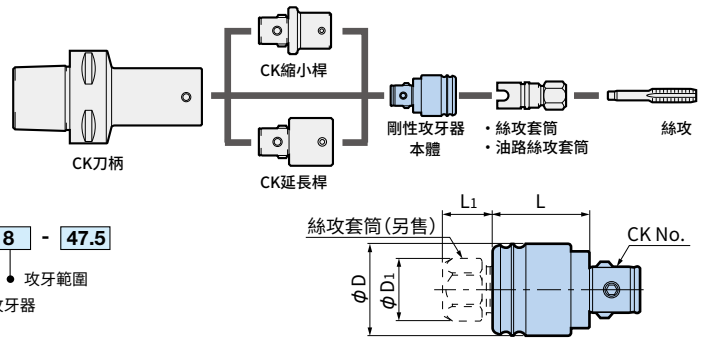 CK縮小桿
CK刀柄
CK延長桿
剛性攻牙器
本體
・絲攻套筒
・油路絲攻套筒
絲攻
8 - 47.5
攻牙範圍
攻牙器
絲攻套筒(另售)
L1
L
CK No.
φD
φD1